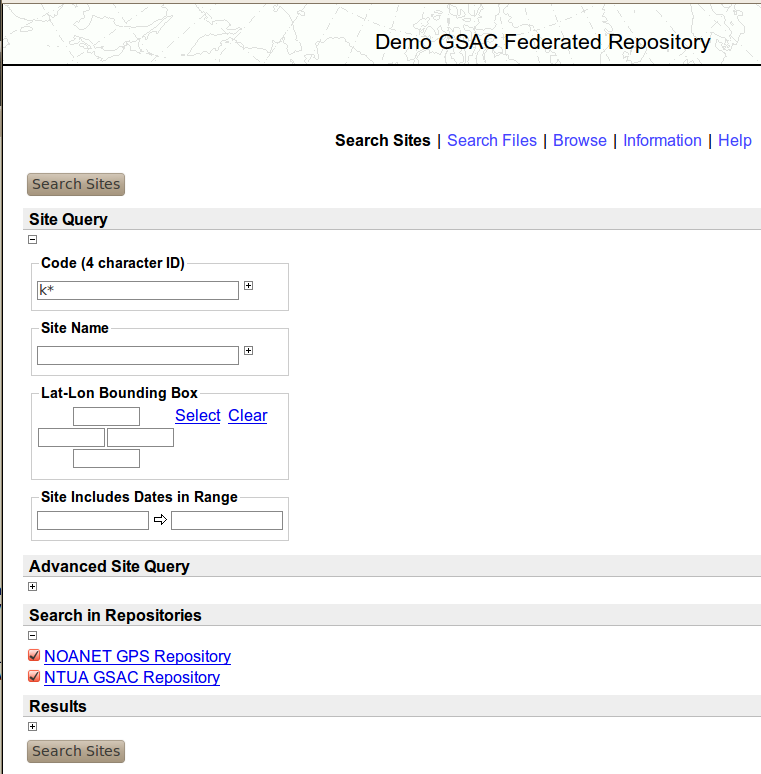 Demo GSAC Federated Repository
Search Sites | Search Files | Browse | Information | Help
Search Sites
Site Query
Code (4 character ID)
k*
Site Name
Lat-Lon Bounding Box
Select Clear
Site Includes Dates in Range
Advanced Site Query
Search in Repositories
NOANET GPS Repository
NTUA GSAC Repository
Results
Search Sites